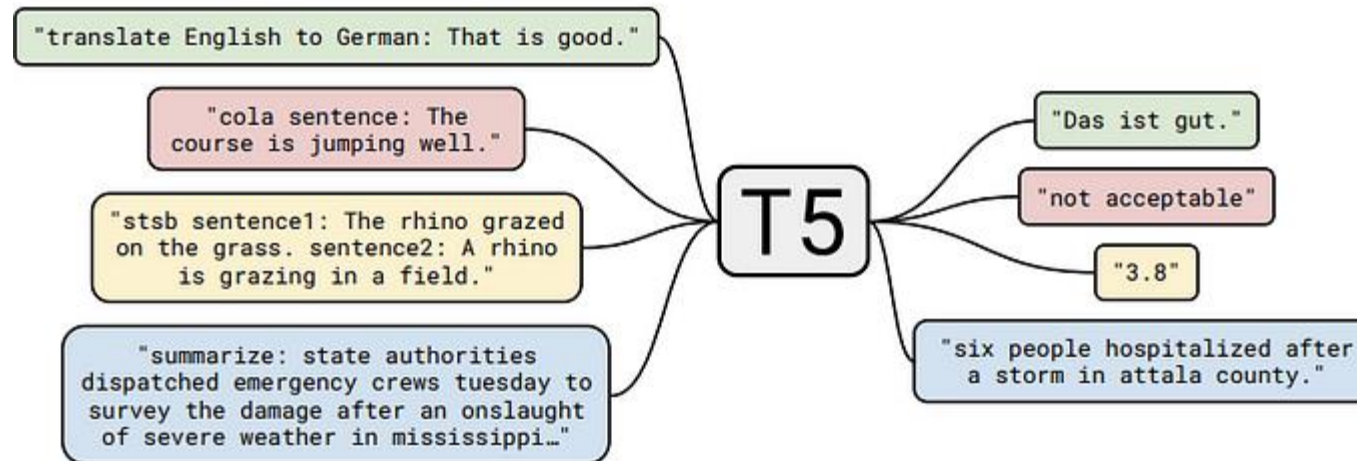 "translate English to German: That is good."
"cola sentence: The
course is jumping well."
"stsb sentence1: The rhino grazed
on the grass. sentence2: A rhino
is grazing in a field."
"summarize: state authorities
dispatched emergency crews tuesday to
survey the damage after an onslaught
of severe weather in mississippi…"
T5
"Das ist gut."
"not acceptable"
"3.8"
"six people hospitalized after
a storm in attala county."